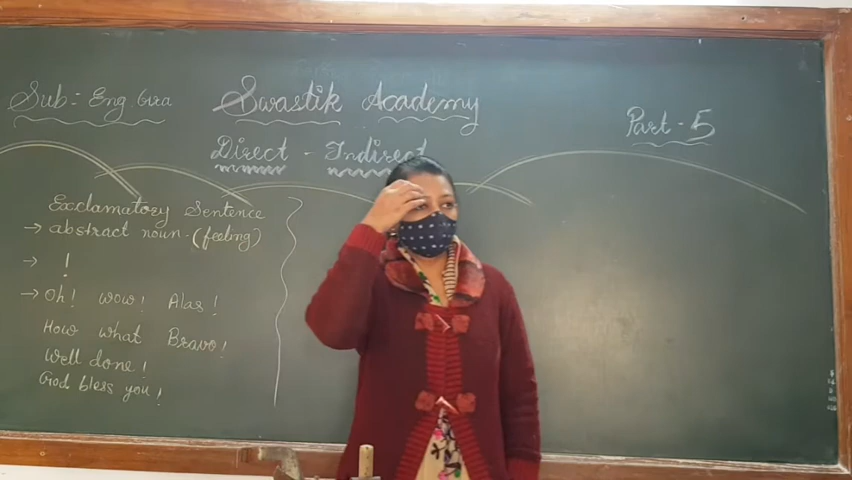 Sub:- Eng. Gra
Swastik Academy
Part-5
Direct - Indirect
Exclamatory Sentence
→ abstract noun. (feeling)
→ !
→ Oh! wow! Alas!
How what Bravo!
Well done!
God bless you!